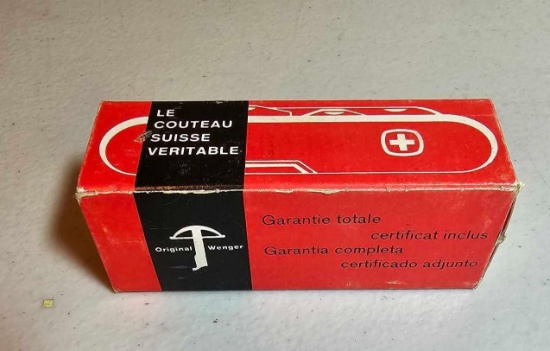 LE
COUTEAU
SUISSE
VERITABLE
Original Wenger
Garantie totale
certificat inclus
Garantia completa
certificado adjunto